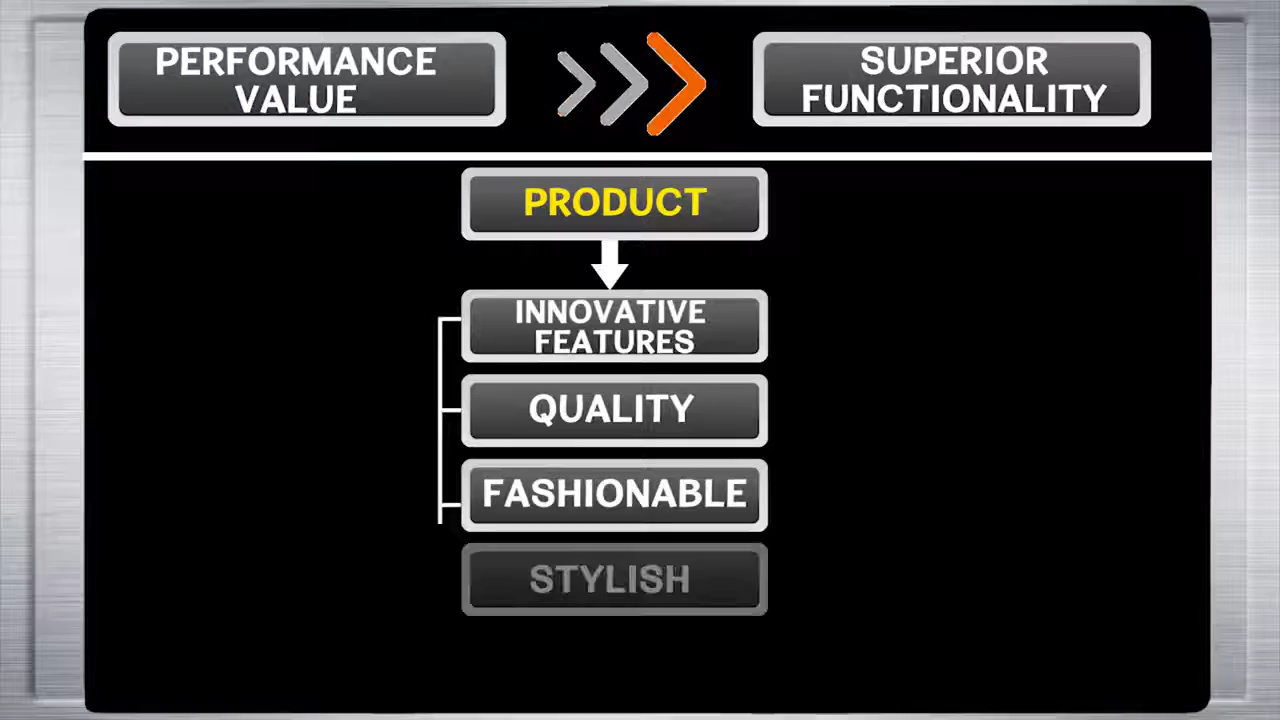 PERFORMANCE
VALUE
SUPERIOR
FUNCTIONALITY
PRODUCT
INNOVATIVE
FEATURES
QUALITY
FASHIONABLE
STYLISH